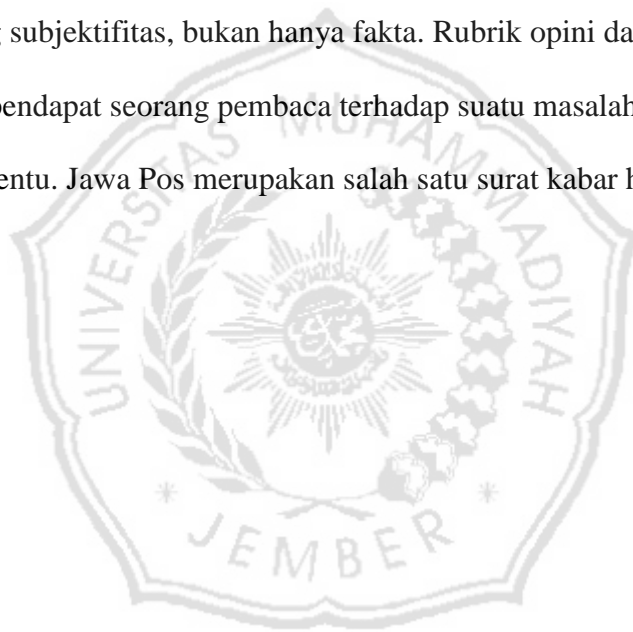 subjektifitas, bukan hanya fakta. Rubrik opini da
pendapat seorang pembaca terhadap suatu masalah
entu. Jawa Pos merupakan salah satu surat kabar h
UNIVERSITAS MUHAMMADIYAH
JEMBER